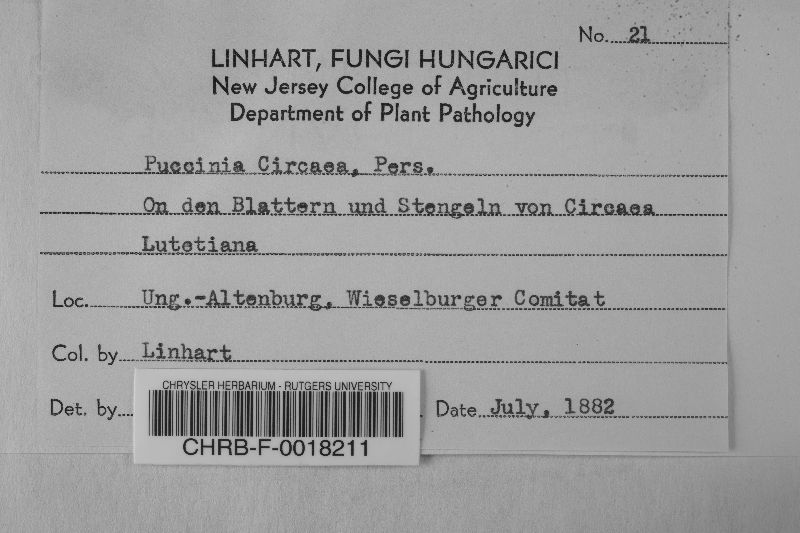 No. 21
LINHART, FUNGI HUNGARICI
New Jersey College of Agriculture
Department of Plant Pathology
Puccinia Circaea, Pers.
On den Blattern und Stengeln von Circaea
Lutetiana
Loc. Ung.-Altenburg, Wieselburger Comitat
Col. by Linhart
Det. by Date July, 1882
CHRYSLER HERBARIUM - RUTGERS UNIVERSITY
CHRB-F-0018211